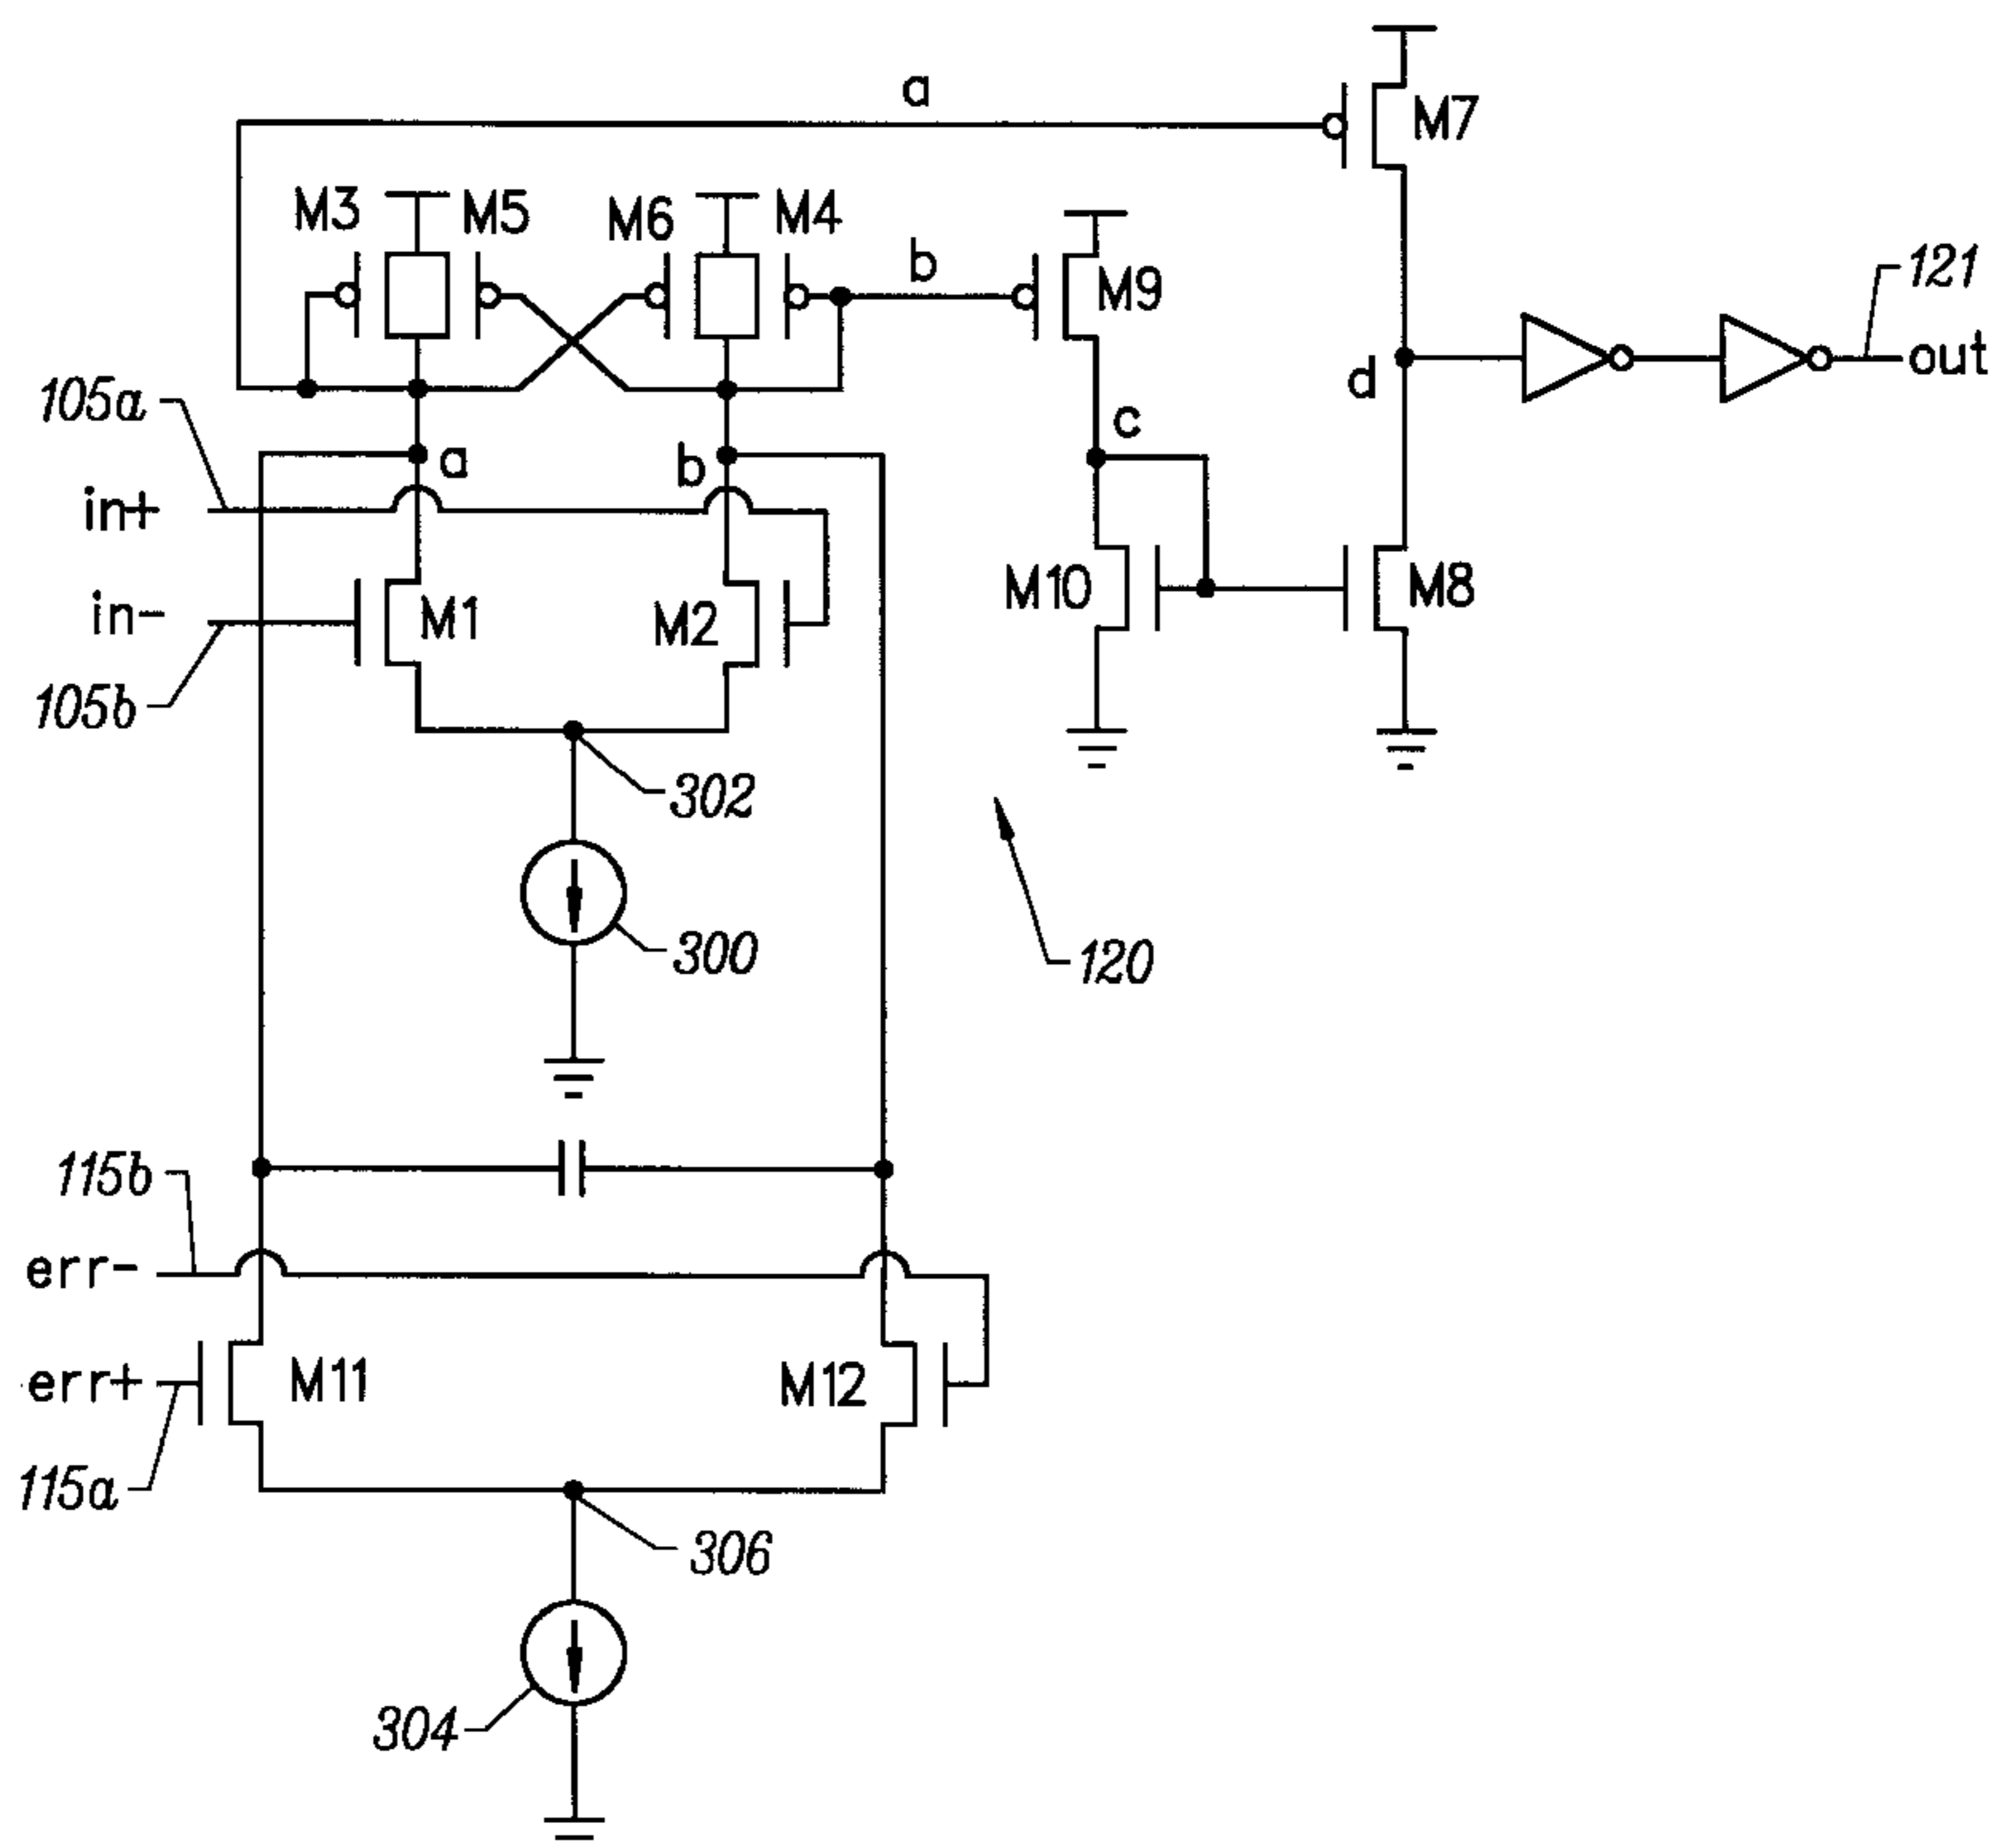 a
M7
M3
M5
M6
M4
b
M9
121
out
105a
d
c
a
b
in+
in-
M1
M2
M10
M8
105b
302
300
120
115b
err-
err+
M11
M12
115a
306
304